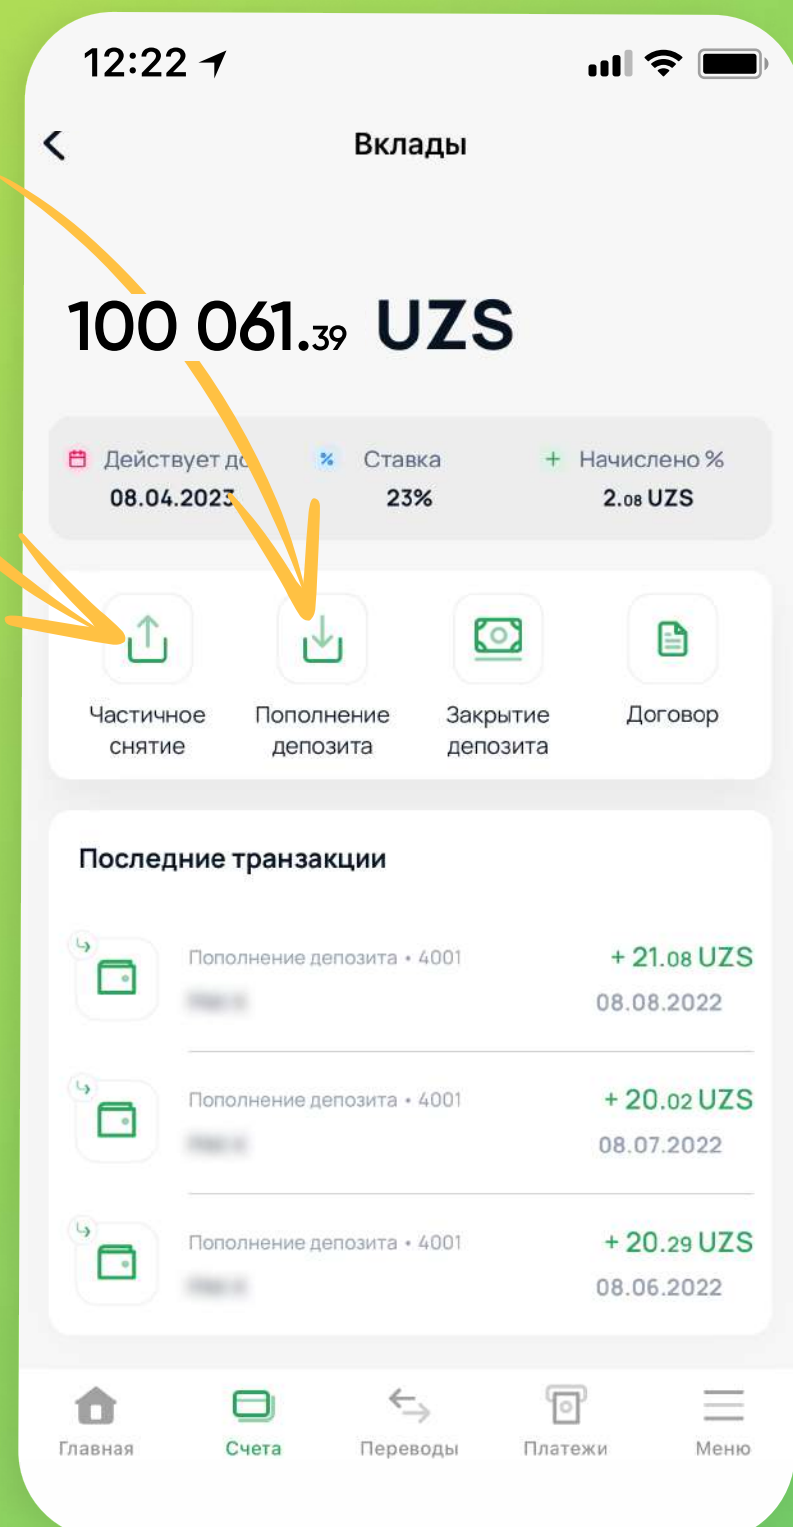 12:22
Вклады
100 061.39 UZS
Действует до
Ставка
Начислено %
08.04.2023
23%
2.08 UZS
Частичное
снятие
Пополнение
депозита
Закрытие
депозита
Договор
Последние транзакции
Пополнение депозита • 4001
+ 21.08 UZS
08.08.2022
Пополнение депозита • 4001
+ 20.02 UZS
08.07.2022
Пополнение депозита • 4001
+ 20.29 UZS
08.06.2022
Главная
Счета
Переводы
Платежи
Меню